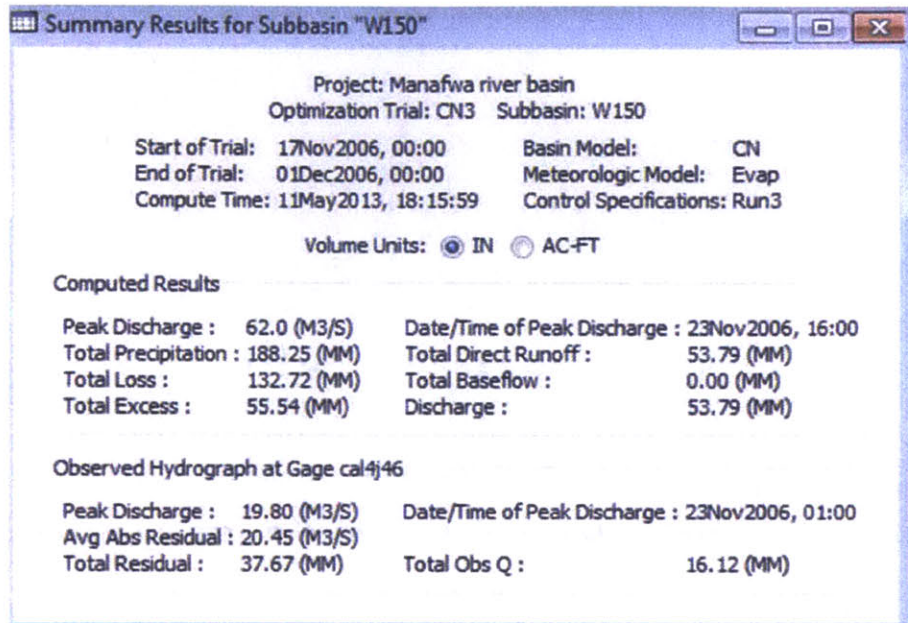 Summary Results for Subbasin "W150"
Project: Manafwa river basin
Optimization Trial: CN3 Subbasin: W150
Start of Trial: 17Nov2006, 00:00 Basin Model: CN
End of Trial: 01Dec2006, 00:00 Meteorologic Model: Evap
Compute Time: 11May2013, 18:15:59 Control Specifications: Run3
Volume Units: IN AC-FT
Computed Results
Peak Discharge : 62.0 (M3/S) Date/Time of Peak Discharge : 23Nov2006, 16:00
Total Precipitation : 188.25 (MM) Total Direct Runoff : 53.79 (MM)
Total Loss : 132.72 (MM) Total Baseflow : 0.00 (MM)
Total Excess : 55.54 (MM) Discharge : 53.79 (MM)
Observed Hydrograph at Gage cal4j46
Peak Discharge : 19.80 (M3/S) Date/Time of Peak Discharge : 23Nov2006, 01:00
Avg Abs Residual : 20.45 (M3/S)
Total Residual : 37.67 (MM) Total Obs Q : 16.12 (MM)